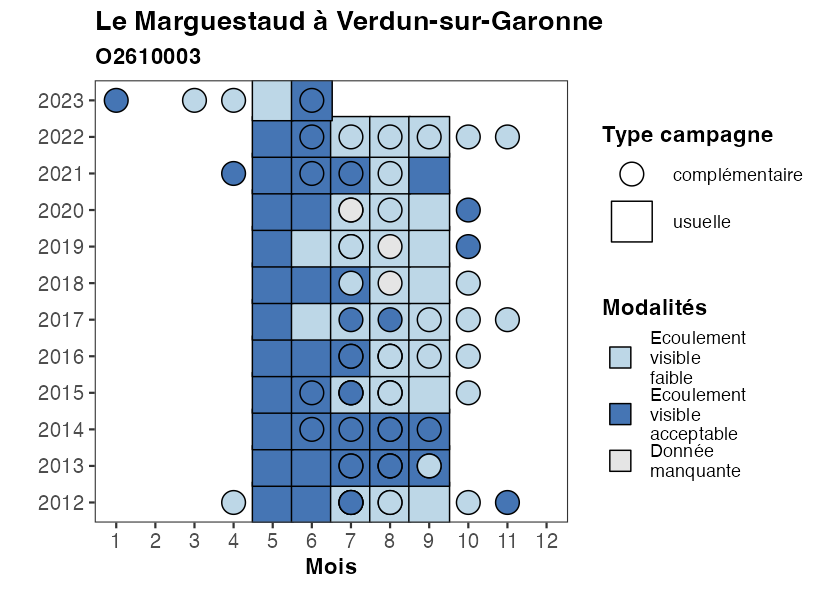 Le Marguestaud à Verdun-sur-Garonne
O2610003
2023
2022
2021
2020
2019
2018
2017
2016
2015
2014
2013
2012
1 2 3 4 5 6 7 8 9 10 11 12
Mois
Type campagne
complémentaire
usuelle
Modalités
Ecoulement
visible
faible
Ecoulement
visible
acceptable
Donnée
manquante